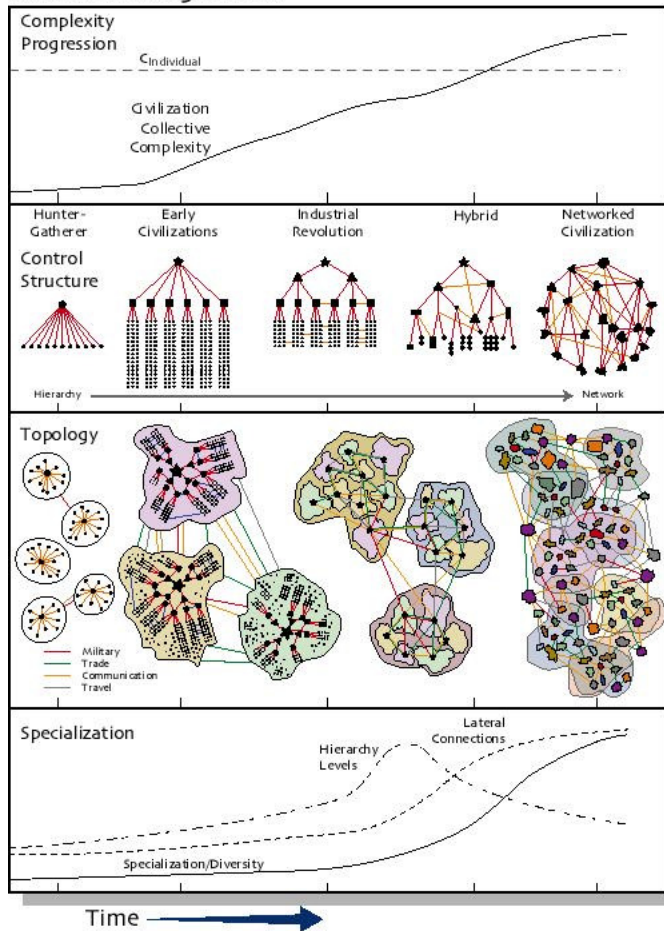 Complexity
Progression
CIndividual
Civilization
Collective
Complexity
Hunter-
Gatherer
Early
Civilizations
Industrial
Revolution
Hybrid
Networked
Civilization
Control
Structure
Hierarchy
Network
Topology
Military
Trade
Communication
Travel
Specialization
Lateral
Connections
Hierarchy
Levels
Specialization/Diversity
Time